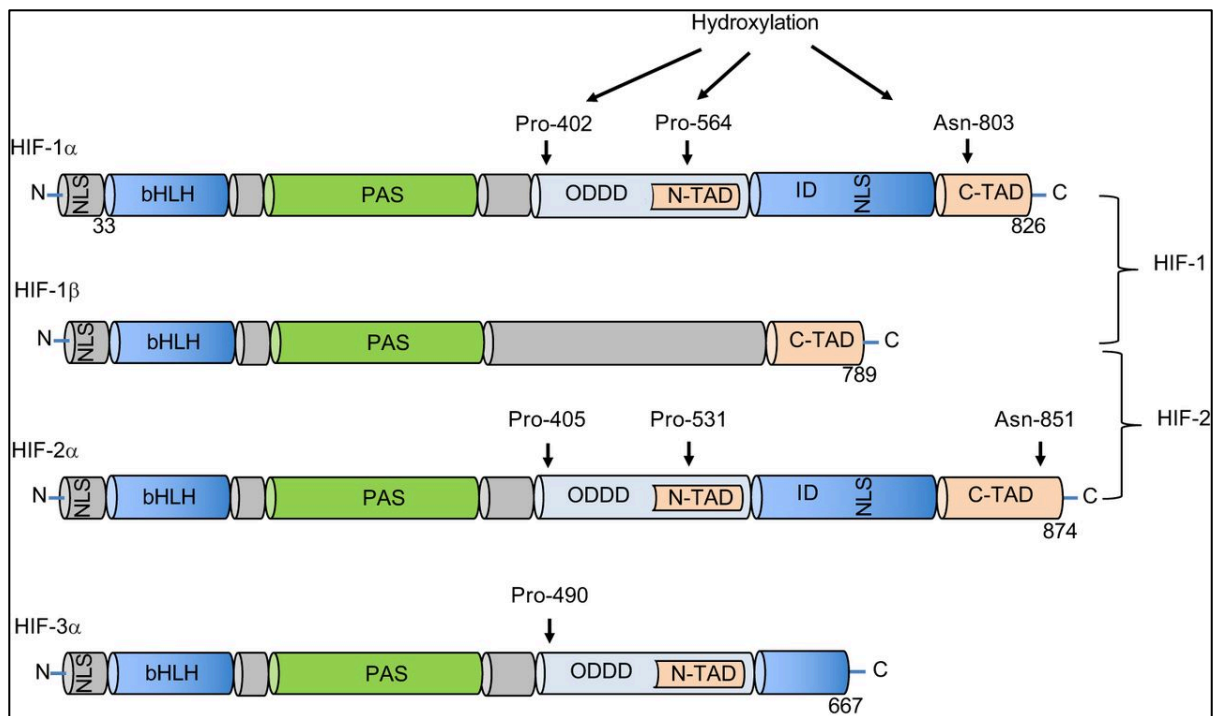 Hydroxylation
Pro-402 Pro-564 Asn-803
HIF-1α
N NLS bHLH PAS ODDD N-TAD ID NLS C-TAD C
33 826
HIF-1
HIF-1β
N NLS bHLH PAS C-TAD C
789
HIF-2
Pro-405 Pro-531 Asn-851
HIF-2α
N NLS bHLH PAS ODDD N-TAD ID NLS C-TAD C
874
Pro-490
HIF-3α
N NLS bHLH PAS ODDD N-TAD C
667